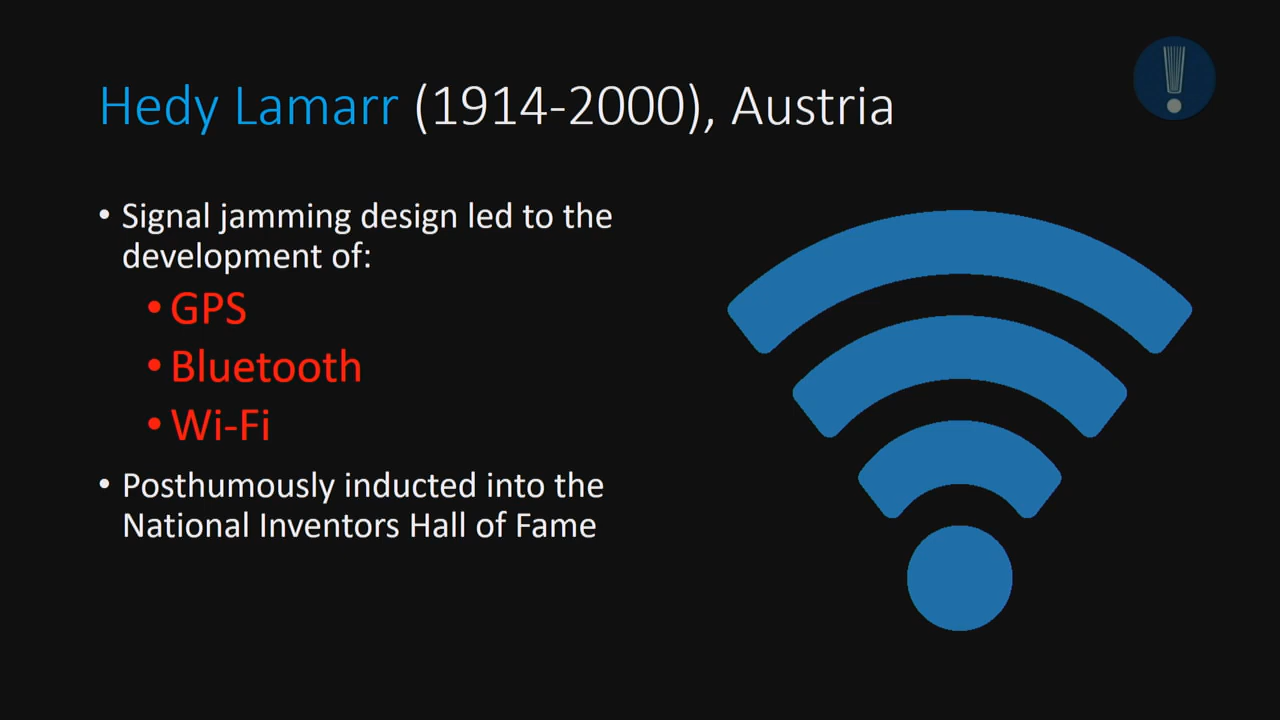 Hedy Lamarr (1914-2000), Austria
• Signal jamming design led to the
development of:
• GPS
• Bluetooth
• Wi-Fi
• Posthumously inducted into the
National Inventors Hall of Fame